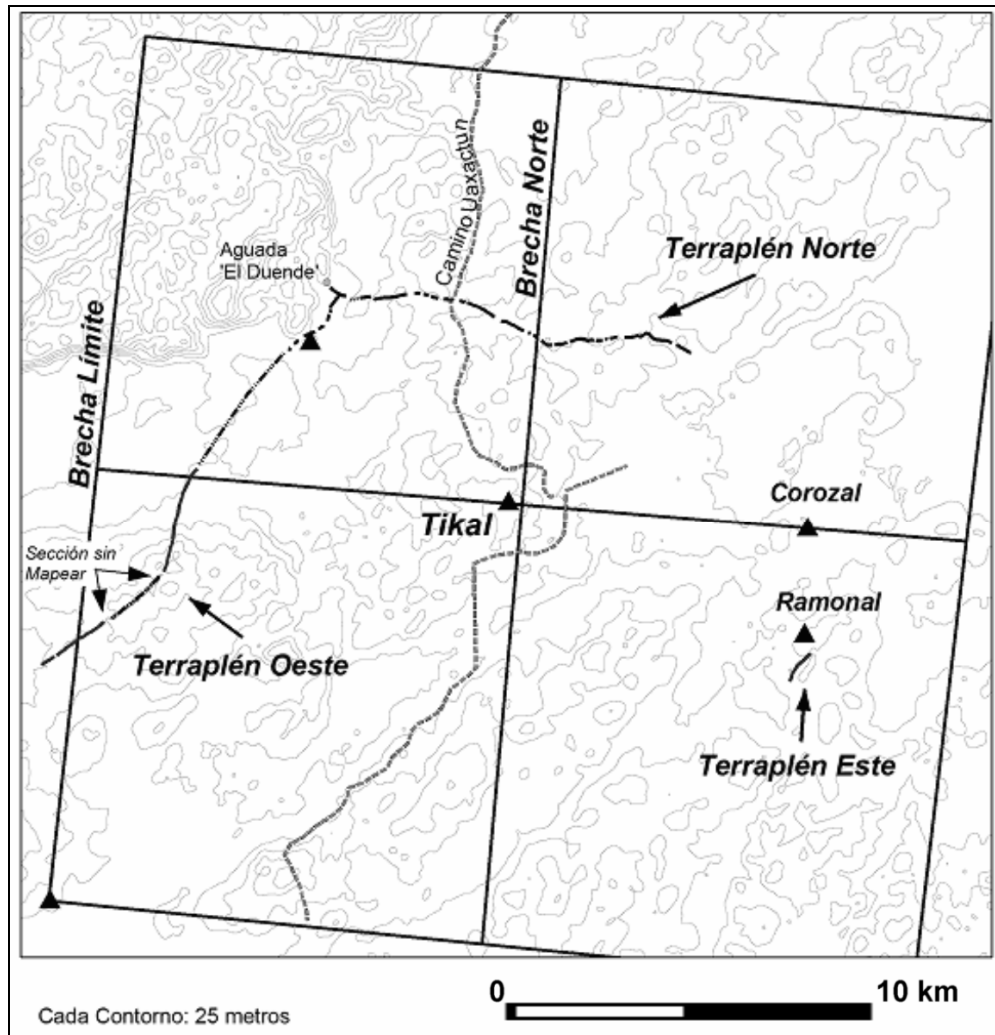 Camino Uaxactun
Brecha Norte
Terraplén Norte
Aguada
'El Duende'
Brecha Límite
Corozal
Tikal
Sección sin
Mapear
Ramonal
Terraplén Oeste
Terraplén Este
0
10 km
Cada Contorno: 25 metros